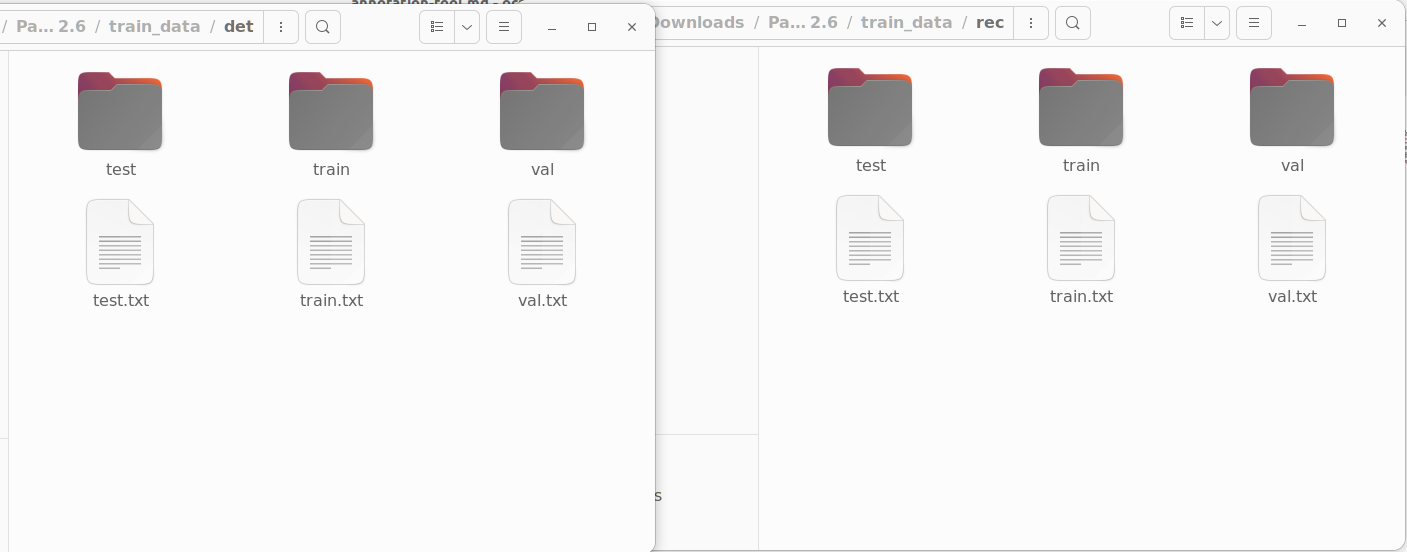 / Pa… 2.6 / train_data / det
test train val
test.txt train.txt val.txt
Downloads / Pa… 2.6 / train_data / rec
test train val
test.txt train.txt val.txt